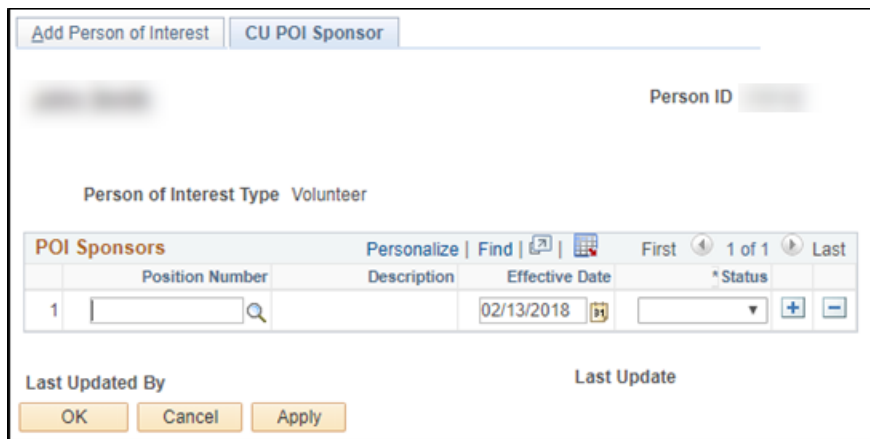 Add Person of Interest CU POI Sponsor
Person ID
Person of Interest Type Volunteer
POI Sponsors Personalize | Find | | First 1 of 1 Last
Position Number Description Effective Date *Status
1 02/13/2018 31
Last Updated By Last Update
OK Cancel Apply